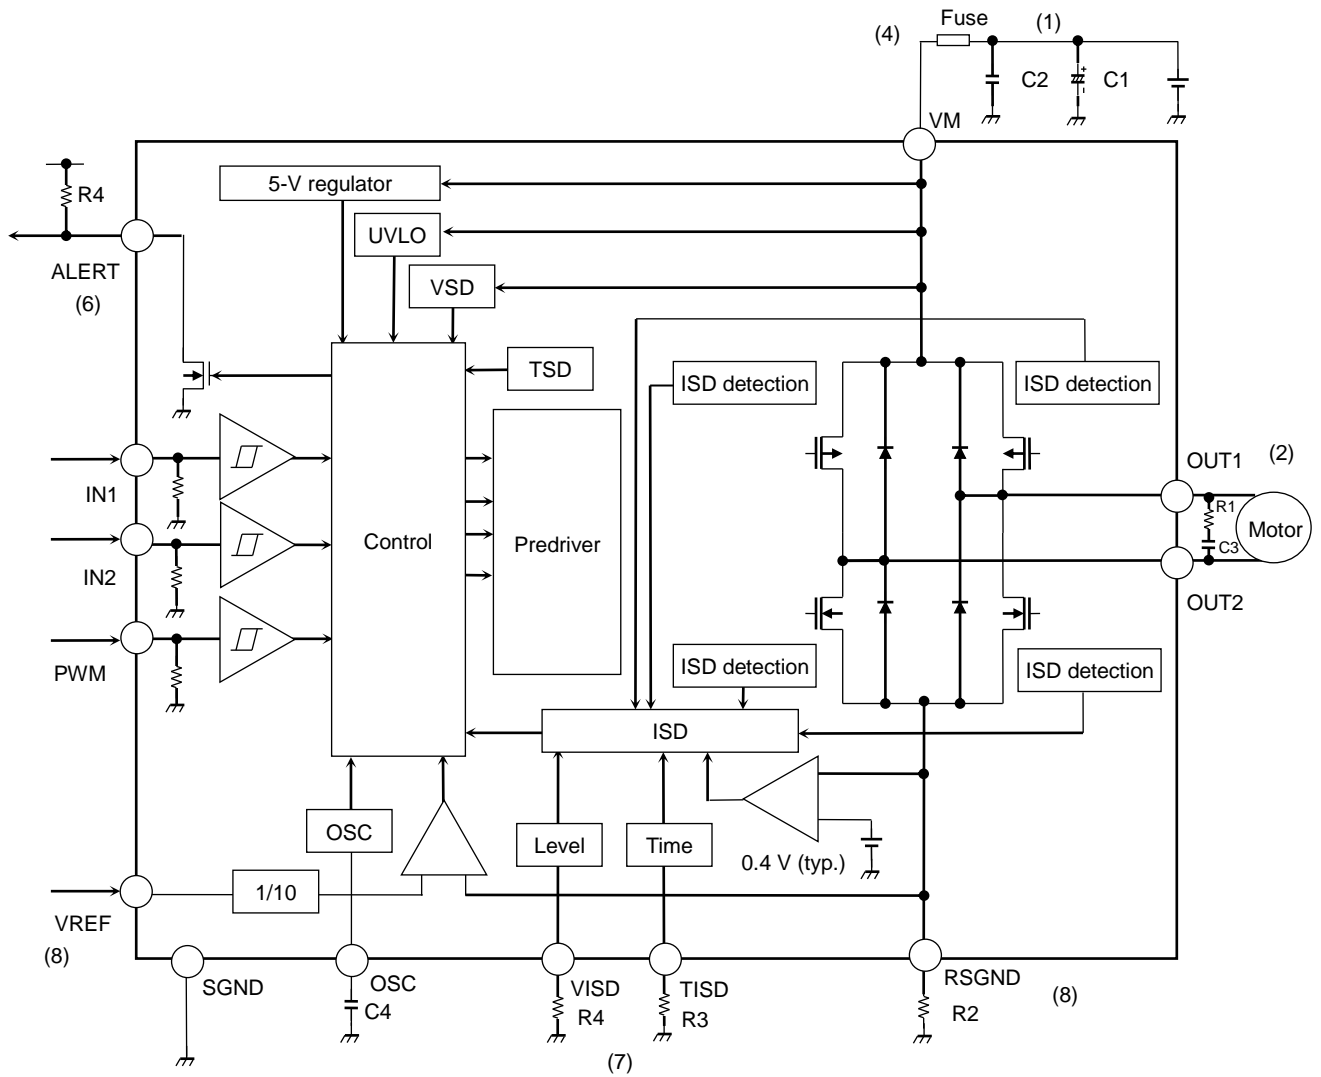 Fuse
(1)
(4)
C2
C1
VM
5-V regulator
R4
UVLO
ALERT
VSD
(6)
TSD
ISD detection
ISD detection
OUT1
(2)
IN1
R1
Motor
Control
Predriver
C3
IN2
OUT2
PWM
ISD detection
ISD detection
ISD
OSC
Level
Time
0.4 V (typ.)
1/10
VREF
(8)
SGND
OSC
VISD
TISD
RSGND
(8)
C4
R4
R3
R2
(7)
+
-